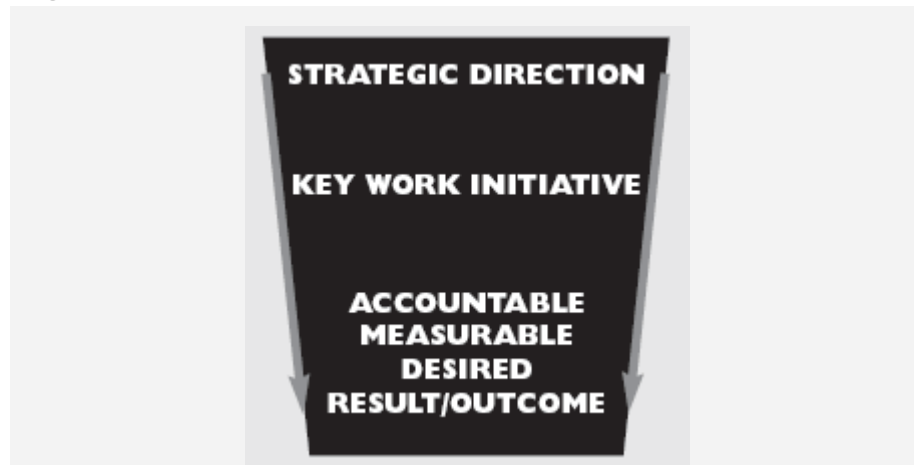 STRATEGIC DIRECTION
KEY WORK INITIATIVE
ACCOUNTABLE
MEASURABLE
DESIRED
RESULT/OUTCOME